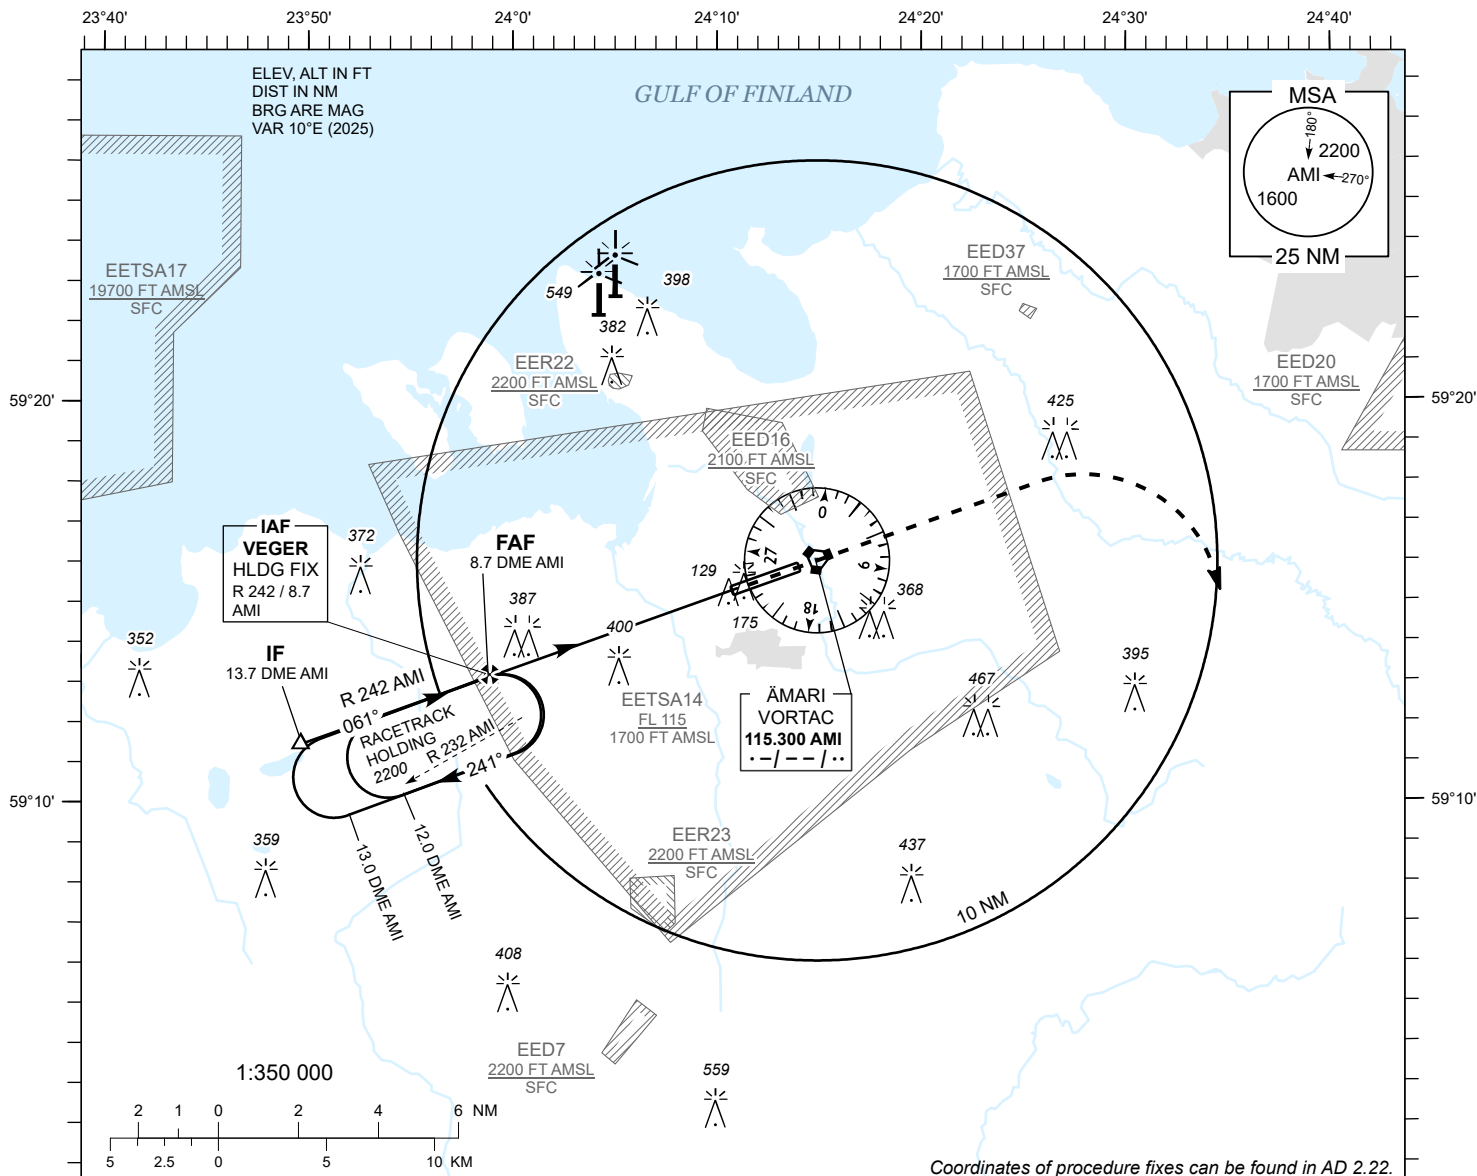 23°40'
23°50'
24°0'
24°10'
24°20'
24°30'
24°40'
ELEV, ALT IN FT
DIST IN NM
BRG ARE MAG
VAR 10°E (2025)
GULF OF FINLAND
MSA
180°
2200
AMI
270°
1600
25 NM
EETSA17
19700 FT AMSL
SFC
549
398
382
EED37
1700 FT AMSL
SFC
EER22
2200 FT AMSL
SFC
EED20
1700 FT AMSL
SFC
59°20'
59°20'
425
EED16
2100 FT AMSL
SFC
0
9
18
27
IAF
VEGER
HLDG FIX
R 242 / 8.7
AMI
372
FAF
8.7 DME AMI
129
387
368
175
400
352
IF
13.7 DME AMI
R 242 AMI
061°
RACETRACK
HOLDING
2200
R 232 AMI
241°
EETSA14
FL 115
1700 FT AMSL
ÄMARI
VORTAC
115.300 AMI
· –/ – –/ ··
467
395
59°10'
59°10'
359
13.0 DME AMI
12.0 DME AMI
EER23
2200 FT AMSL
SFC
437
10 NM
408
EED7
2200 FT AMSL
SFC
559
1:350 000
2 1 0 2 4 6 NM
5 2.5 0 5 10 KM
Coordinates of procedure fixes can be found in AD 2.22.